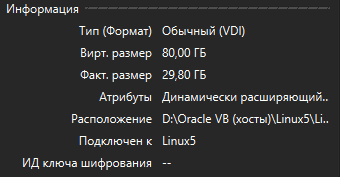 Информация
Тип (Формат) Обычный (VDI)
Вирт. размер 80,00 ГБ
Факт. размер 29,80 ГБ
Атрибуты Динамически расширяющий..
Расположение D:\Oracle VB (хосты)\Linux5\Li..
Подключен к Linux5
ИД ключа шифрования --